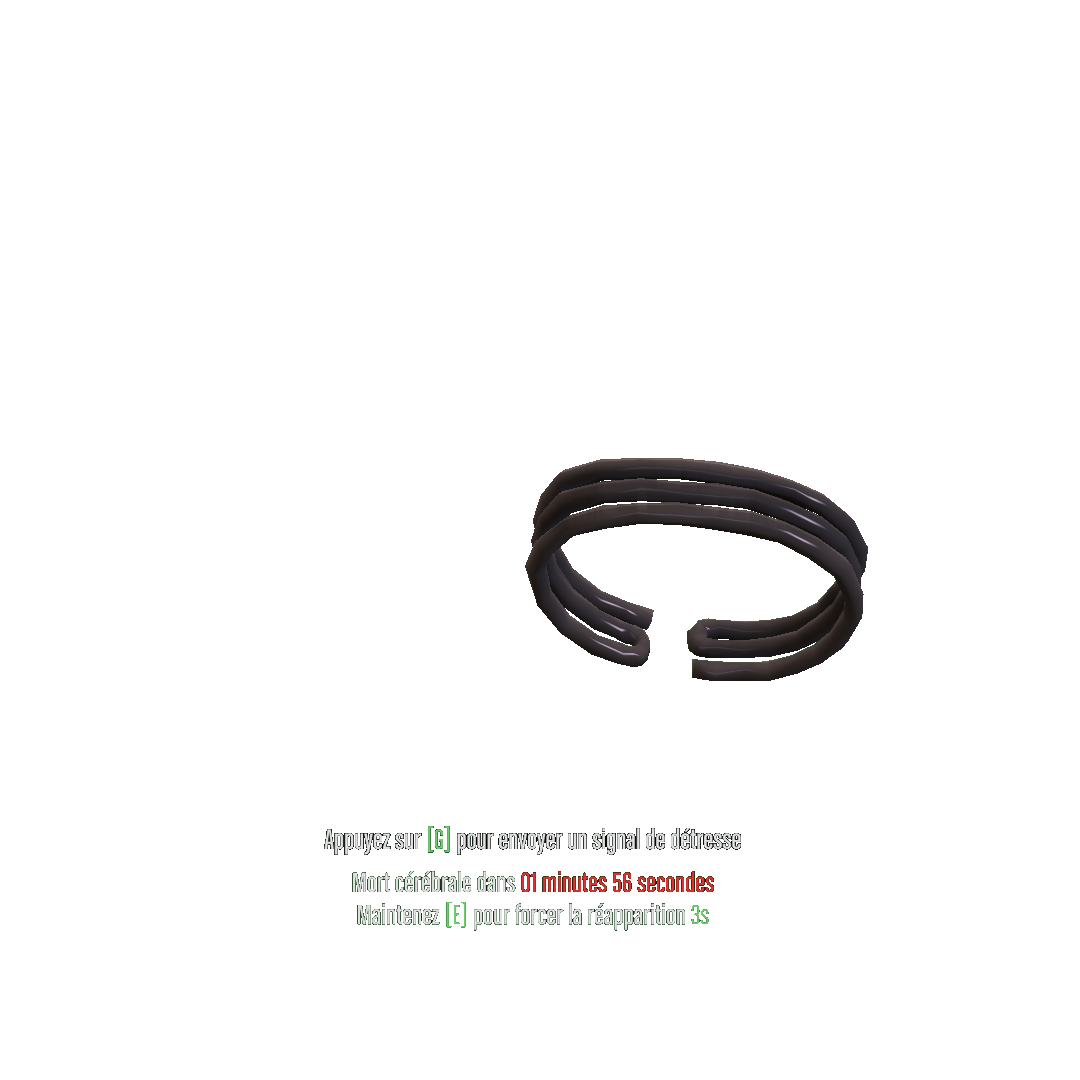 Appuyez sur [G] pour envoyer un signal de détresse
Mort cérébrale dans 01 minutes 56 secondes
Maintenez [E] pour forcer la réapparition 3s